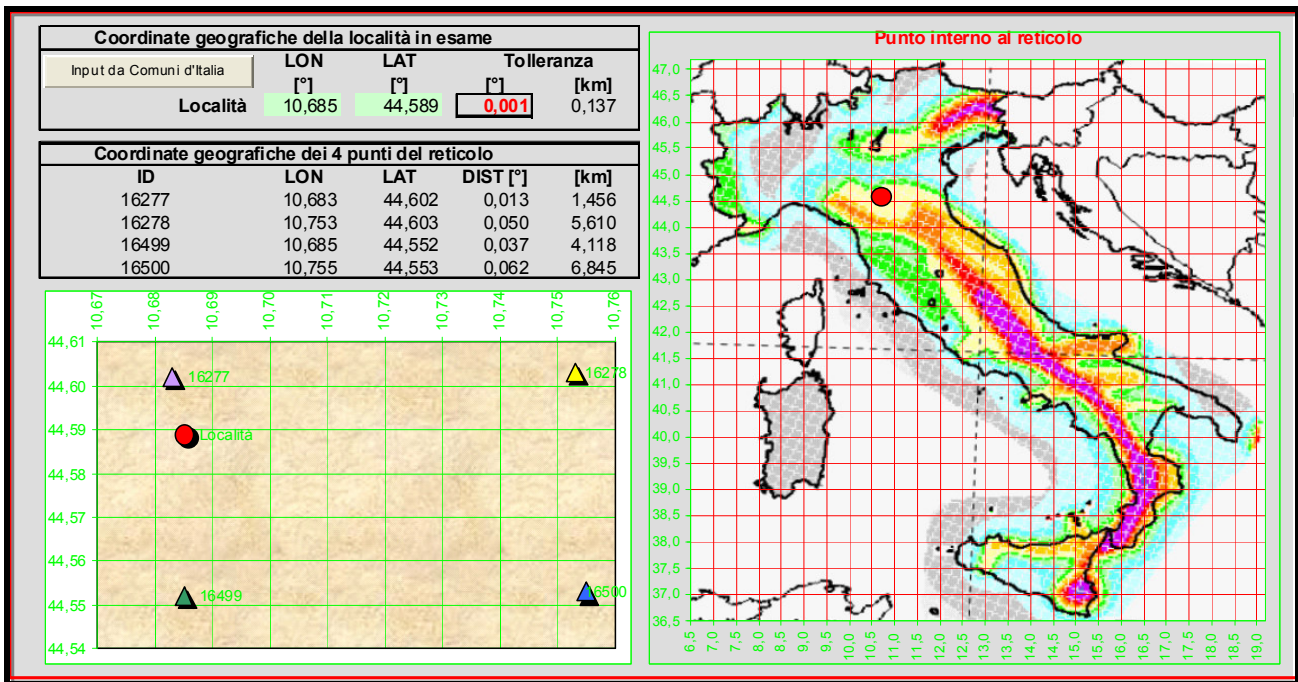 Coordinate geografiche della località in esame
Input da Comuni d'Italia
LON LAT Tolleranza
[°] [°] [°] [km]
Località 10,685 44,589 0,001 0,137
Coordinate geografiche dei 4 punti del reticolo
ID LON LAT DIST [°] [km]
16277 10,683 44,602 0,013 1,456
16278 10,753 44,603 0,050 5,610
16499 10,685 44,552 0,037 4,118
16500 10,755 44,553 0,062 6,845
10,67 10,68 10,69 10,70 10,71 10,72 10,73 10,74 10,75 10,76
44,61
44,60
44,59
44,58
44,57
44,56
44,55
44,54
16277
16278
Località
16499
16500
Punto interno al reticolo
47,0
46,5
46,0
45,5
45,0
44,5
44,0
43,5
43,0
42,5
42,0
41,5
41,0
40,5
40,0
39,5
39,0
38,5
38,0
37,5
37,0
36,5
6,5 7,0 7,5 8,0 8,5 9,0 9,5 10,0 10,5 11,0 11,5 12,0 12,5 13,0 13,5 14,0 14,5 15,0 15,5 16,0 16,5 17,0 17,5 18,0 18,5 19,0